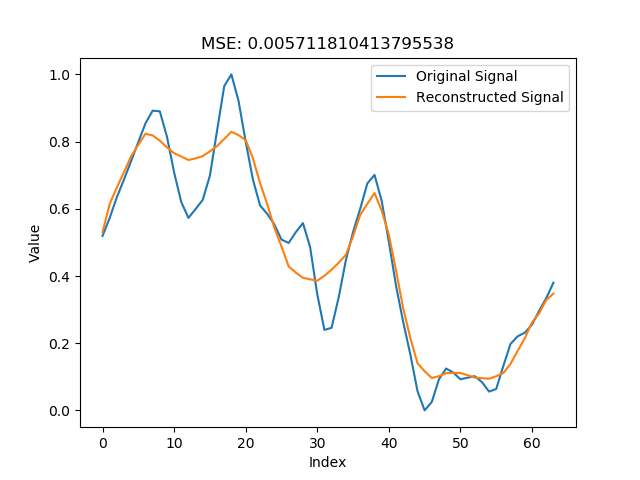 MSE: 0.005711810413795538
Original Signal
Reconstructed Signal
1.0
0.8
0.6
0.4
0.2
0.0
Value
0 10 20 30 40 50 60
Index